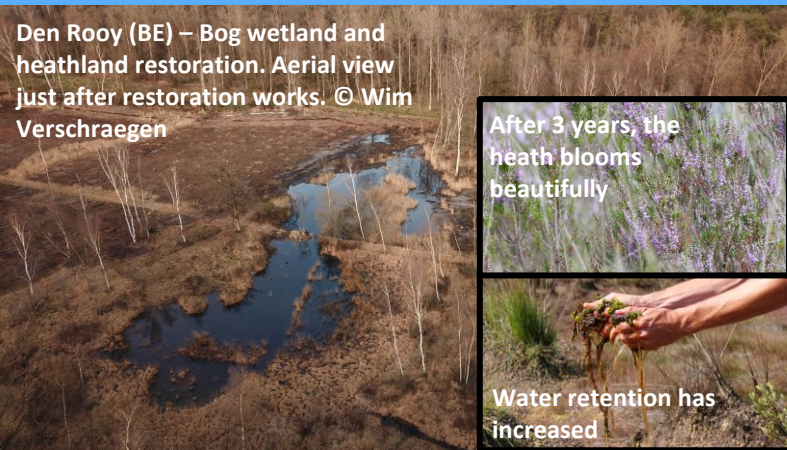 Den Rooy (BE) – Bog wetland and
heathland restoration. Aerial view
just after restoration works. © Wim
Verschraegen
After 3 years, the
heath blooms
beautifully
Water retention has
increased